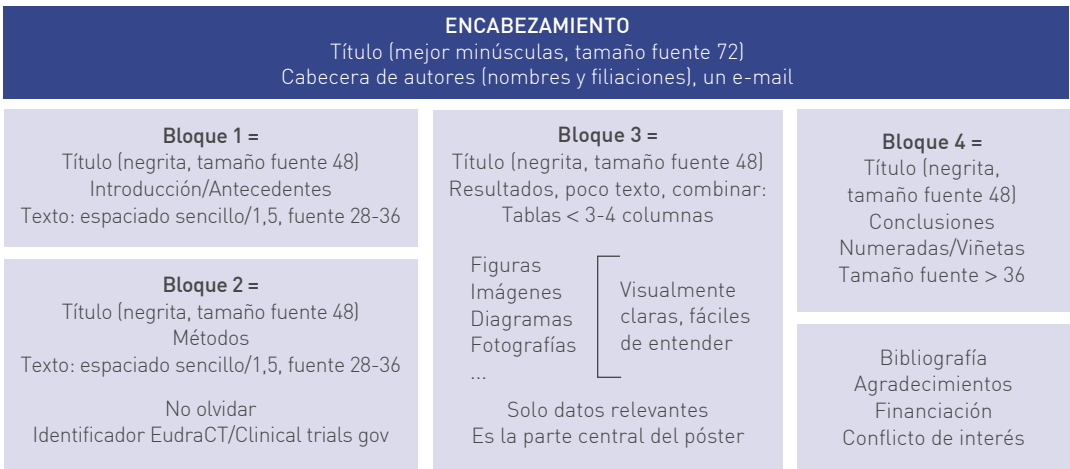 ENCABEZAMIENTO
Título (mejor minúsculas, tamaño fuente 72)
Cabecera de autores (nombres y filiaciones), un e-mail
Bloque 1 =
Título (negrita, tamaño fuente 48)
Introducción/Antecedentes
Texto: espaciado sencillo/1,5, fuente 28-36
Bloque 2 =
Título (negrita, tamaño fuente 48)
Métodos
Texto: espaciado sencillo/1,5, fuente 28-36
No olvidar
Identificador EudraCT/Clinical trials gov
Bloque 3 =
Título (negrita, tamaño fuente 48)
Resultados, poco texto, combinar:
Tablas < 3-4 columnas
Figuras
Imágenes
Diagramas
Fotografías
...
Visualmente
claras, fáciles
de entender
Solo datos relevantes
Es la parte central del póster
Bloque 4 =
Título (negrita,
tamaño fuente 48)
Conclusiones
Numeradas/Viñetas
Tamaño fuente > 36
Bibliografía
Agradecimientos
Financiación
Conflicto de interés